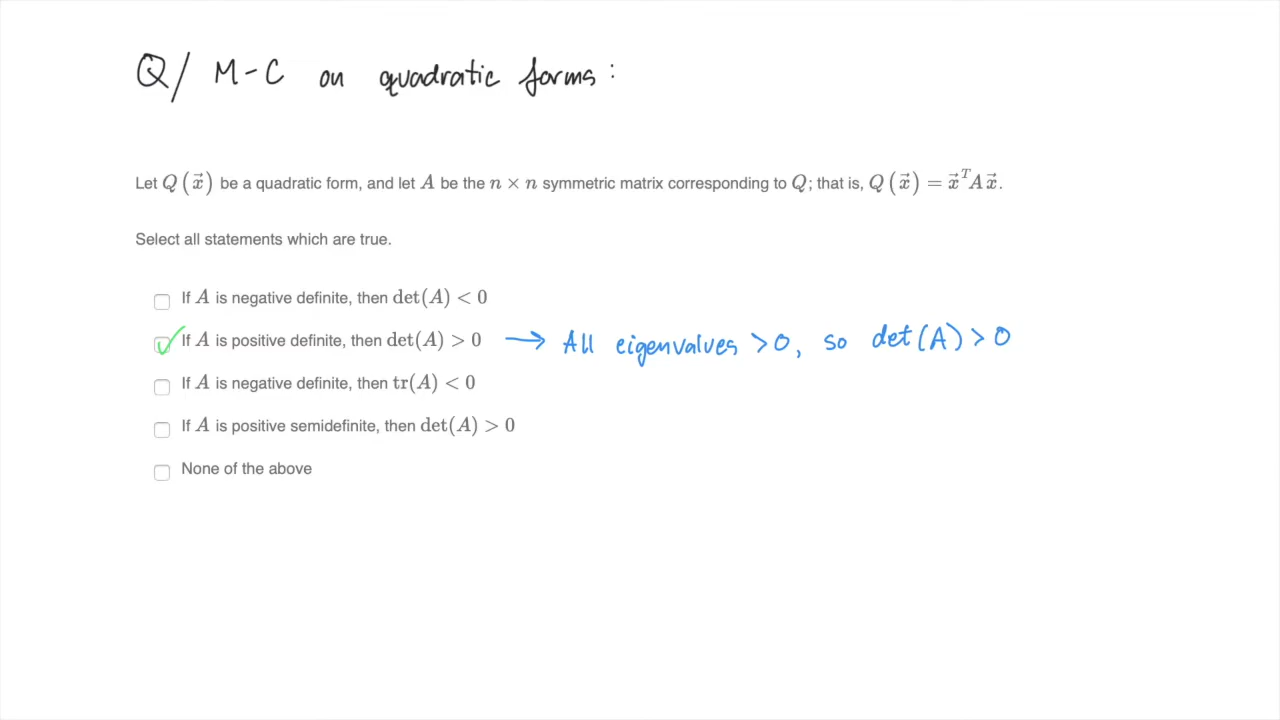 Q/ M-C on quadratic forms:
Let Q(x⃗) be a quadratic form, and let A be the n × n symmetric matrix corresponding to Q; that is, Q(x⃗) = x⃗ᵀAx⃗.
Select all statements which are true.
If A is negative definite, then det(A) < 0
If A is positive definite, then det(A) > 0 → All eigenvalues >0, so det(A) > 0
If A is negative definite, then tr(A) < 0
If A is positive semidefinite, then det(A) > 0
None of the above